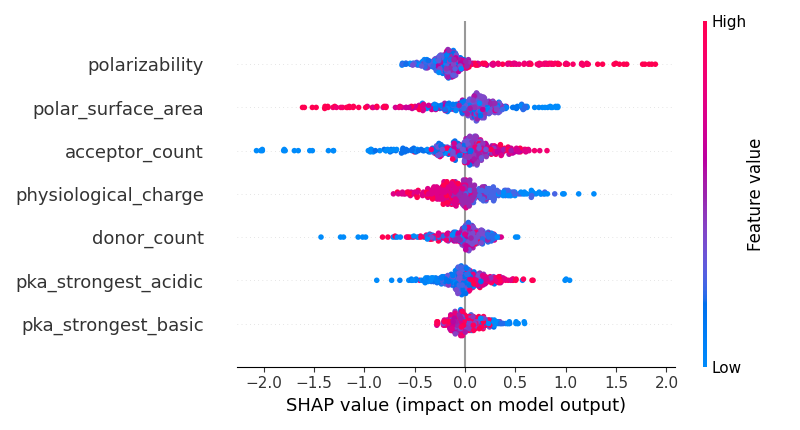 High
polarizability
polar_surface_area
acceptor_count
physiological_charge
donor_count
pka_strongest_acidic
pka_strongest_basic
Feature value
Low
−2.0 −1.5 −1.0 −0.5 0.0 0.5 1.0 1.5 2.0
SHAP value (impact on model output)